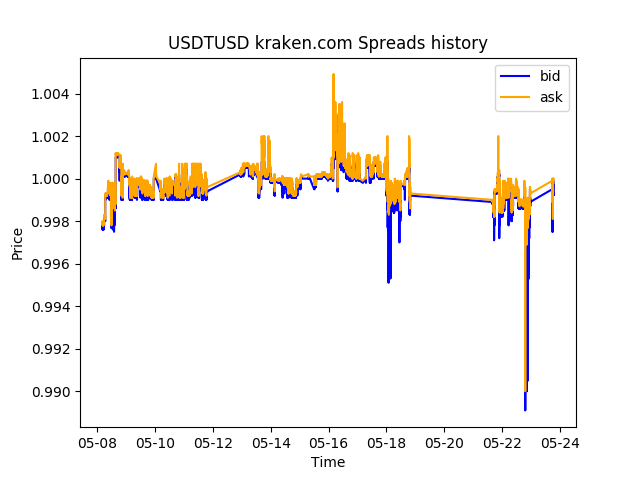 USDTUSD kraken.com Spreads history
bid
ask
Price
1.004
1.002
1.000
0.998
0.996
0.994
0.992
0.990
05-08 05-10 05-12 05-14 05-16 05-18 05-20 05-22 05-24
Time